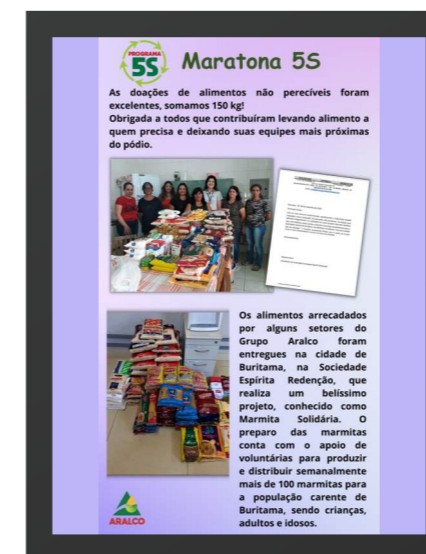 PROGRAMA
5S
Maratona 5S
As doações de alimentos não perecíveis foram
excelentes, somamos 150 kg!
Obrigada a todos que contribuíram levando alimento a
quem precisa e deixando suas equipes mais próximas
do pódio.
Os alimentos arrecadados
por alguns setores do
Grupo Aralco foram
entregues na cidade de
Buritama, na Sociedade
Espírita Redenção, que
realiza um belíssimo
projeto, conhecido como
Marmita Solidária. O
preparo das marmitas
conta com o apoio de
voluntárias para produzir
e distribuir semanalmente
mais de 100 marmitas para
a população carente de
Buritama, sendo crianças,
adultos e idosos.
ARALCO